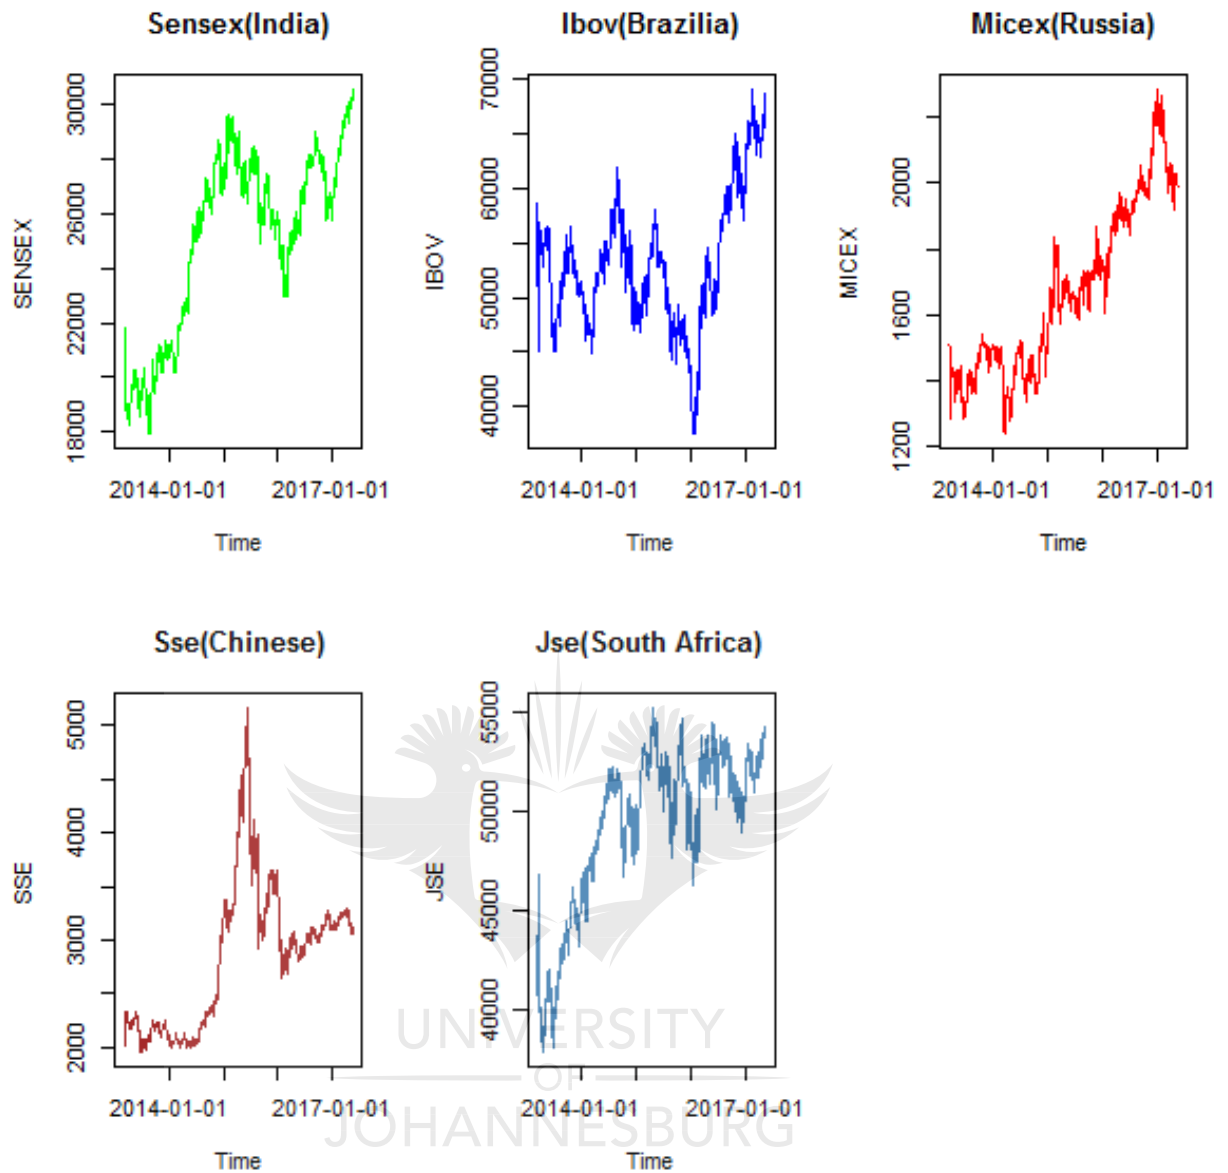 Sensex(India)
SENSEX
30000
26000
22000
18000
2014-01-01 2017-01-01
Time
Ibov(Brazilia)
IBOV
70000
60000
50000
40000
2014-01-01 2017-01-01
Time
Micex(Russia)
MICEX
2000
1600
1200
2014-01-01 2017-01-01
Time
Sse(Chinese)
SSE
5000
4000
3000
2000
2014-01-01 2017-01-01
Time
Jse(South Africa)
JSE
55000
50000
45000
40000
2014-01-01 2017-01-01
Time
UNIVERSITY
OF
JOHANNESBURG